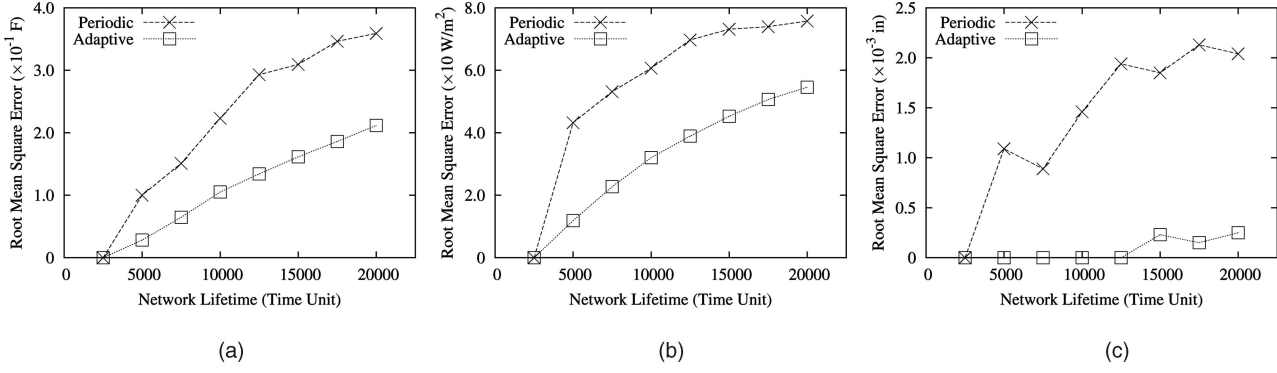 Root Mean Square Error (×10⁻¹ F)
4.0
3.0
2.0
1.0
0
Periodic
Adaptive
0 5000 10000 15000 20000
Network Lifetime (Time Unit)
(a)
Root Mean Square Error (×10 W/m²)
8.0
6.0
4.0
2.0
0
Periodic
Adaptive
0 5000 10000 15000 20000
Network Lifetime (Time Unit)
(b)
Root Mean Square Error (×10⁻³ in)
2.5
2.0
1.5
1.0
0.5
0
Periodic
Adaptive
0 5000 10000 15000 20000
Network Lifetime (Time Unit)
(c)